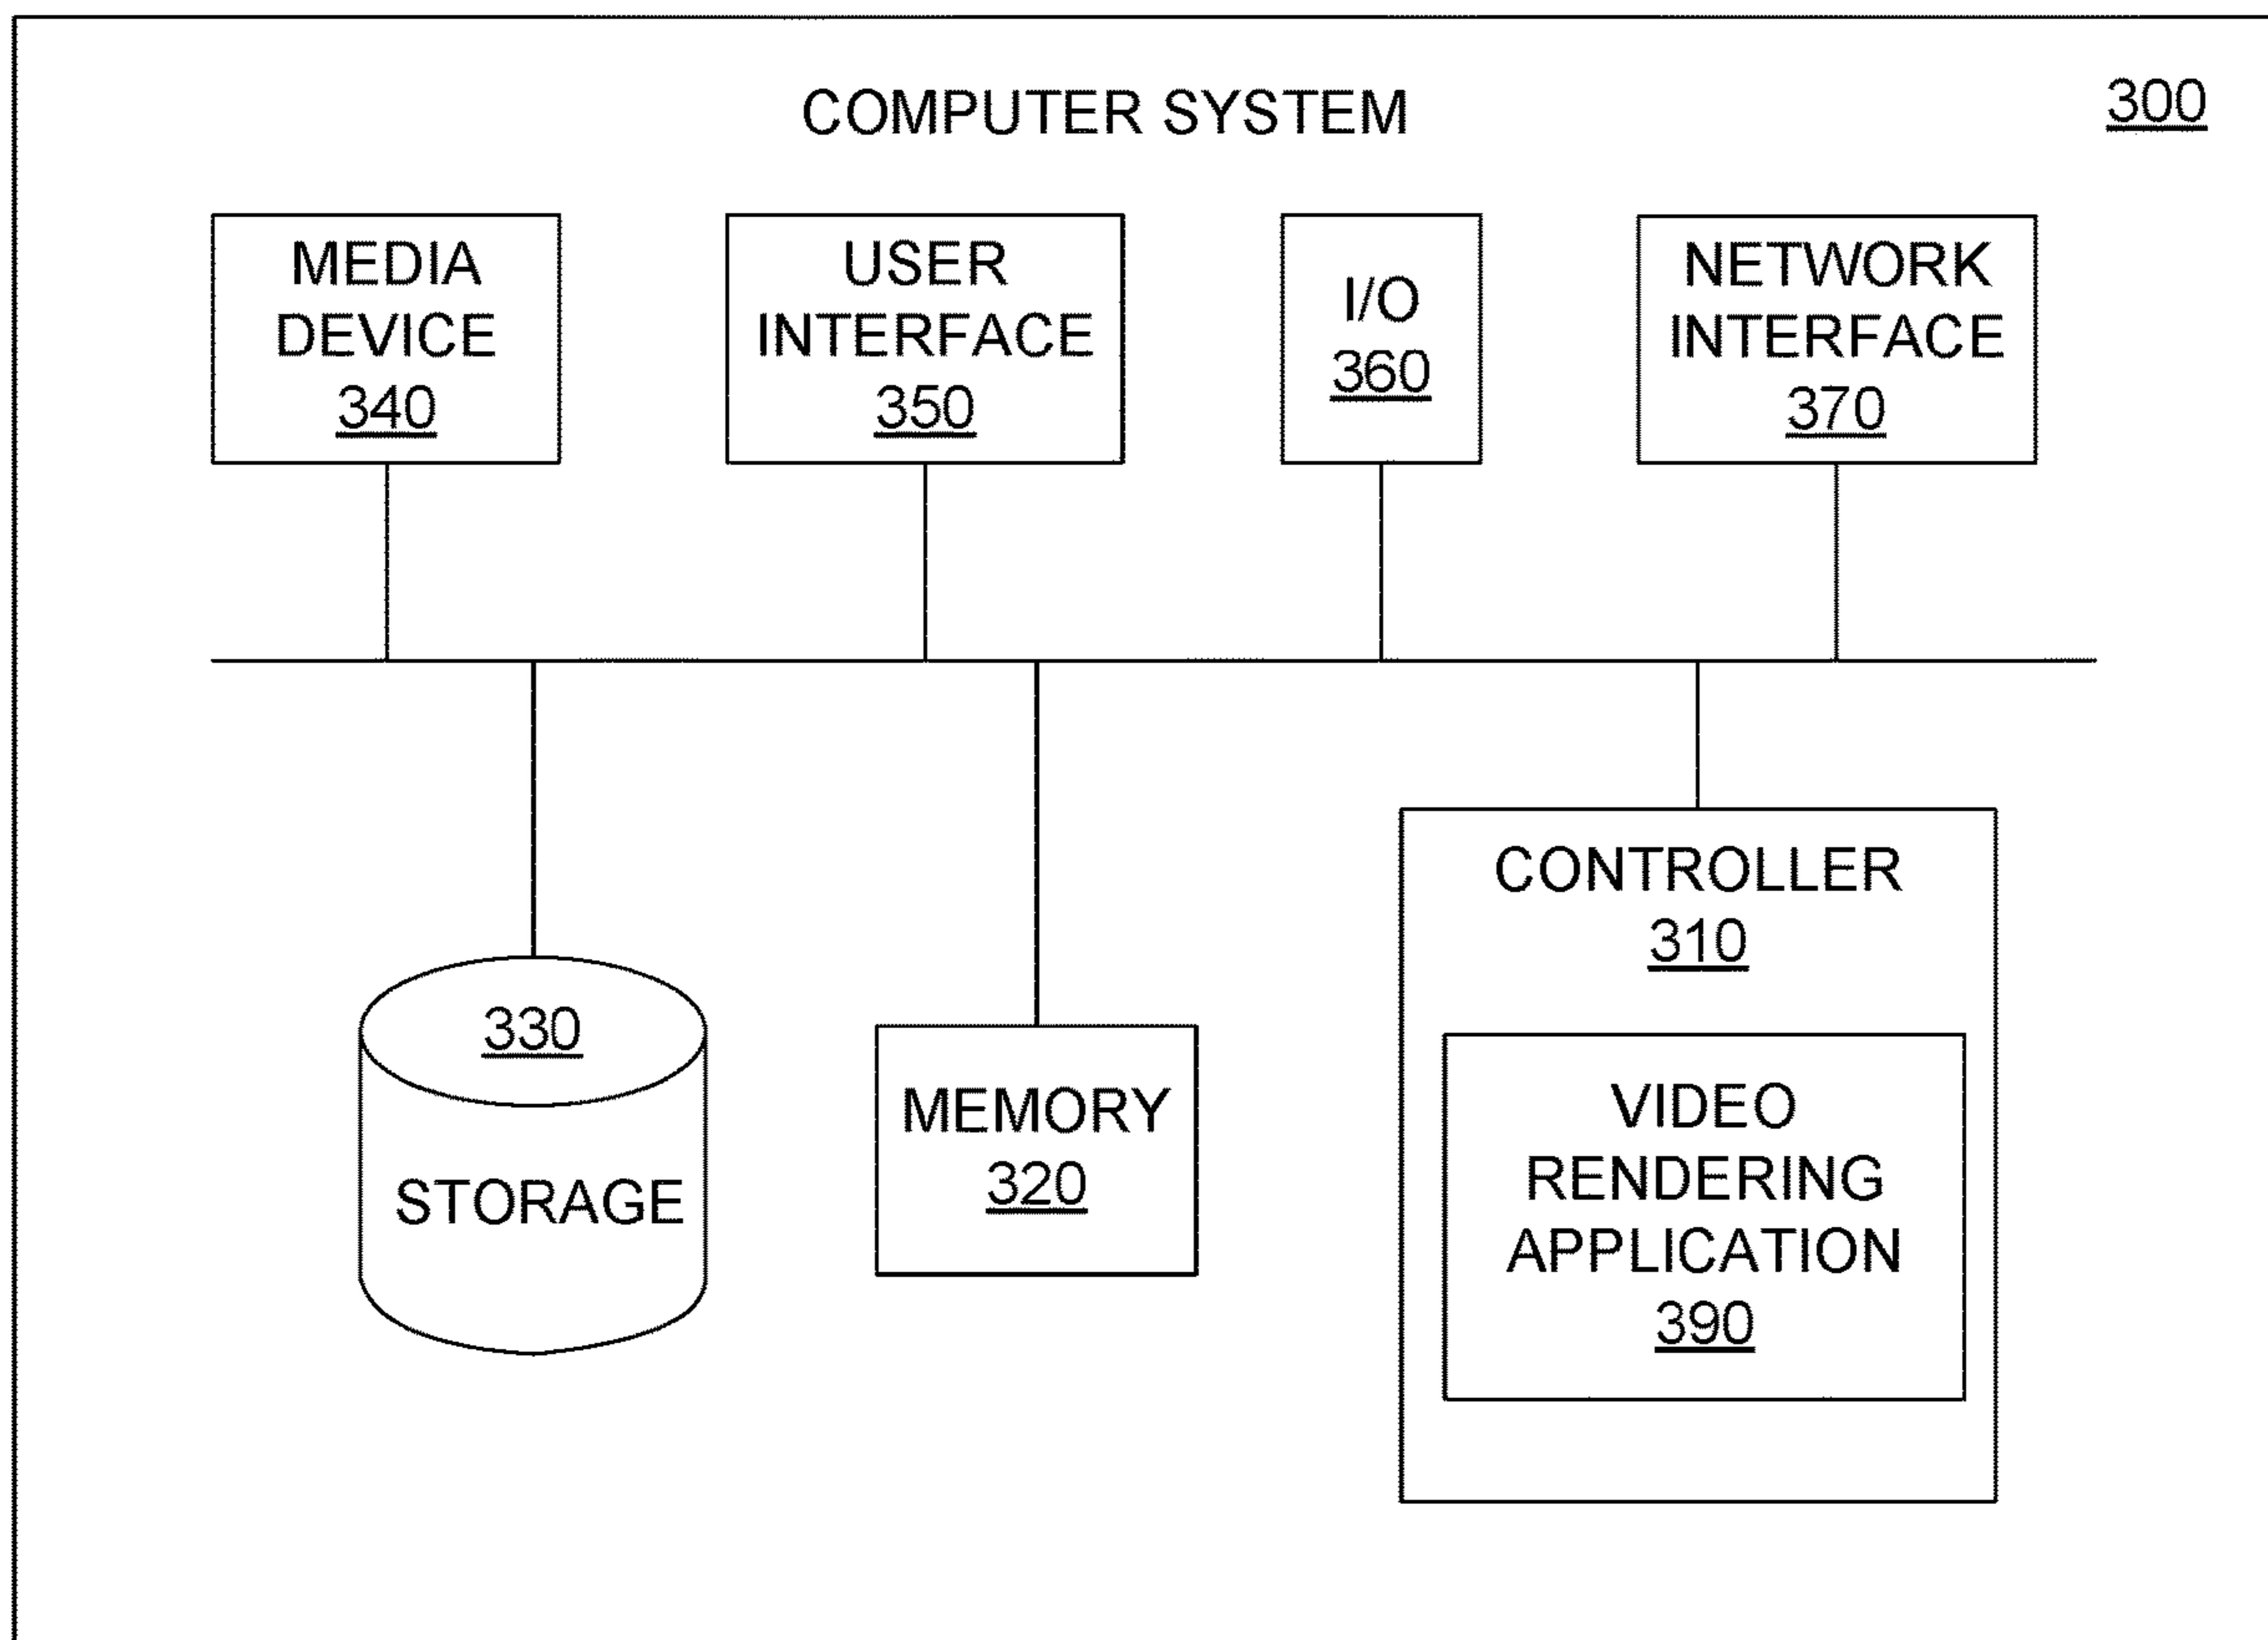 COMPUTER SYSTEM
300
MEDIA
DEVICE
340
USER
INTERFACE
350
I/O
360
NETWORK
INTERFACE
370
330
STORAGE
MEMORY
320
CONTROLLER
310
VIDEO
RENDERING
APPLICATION
390